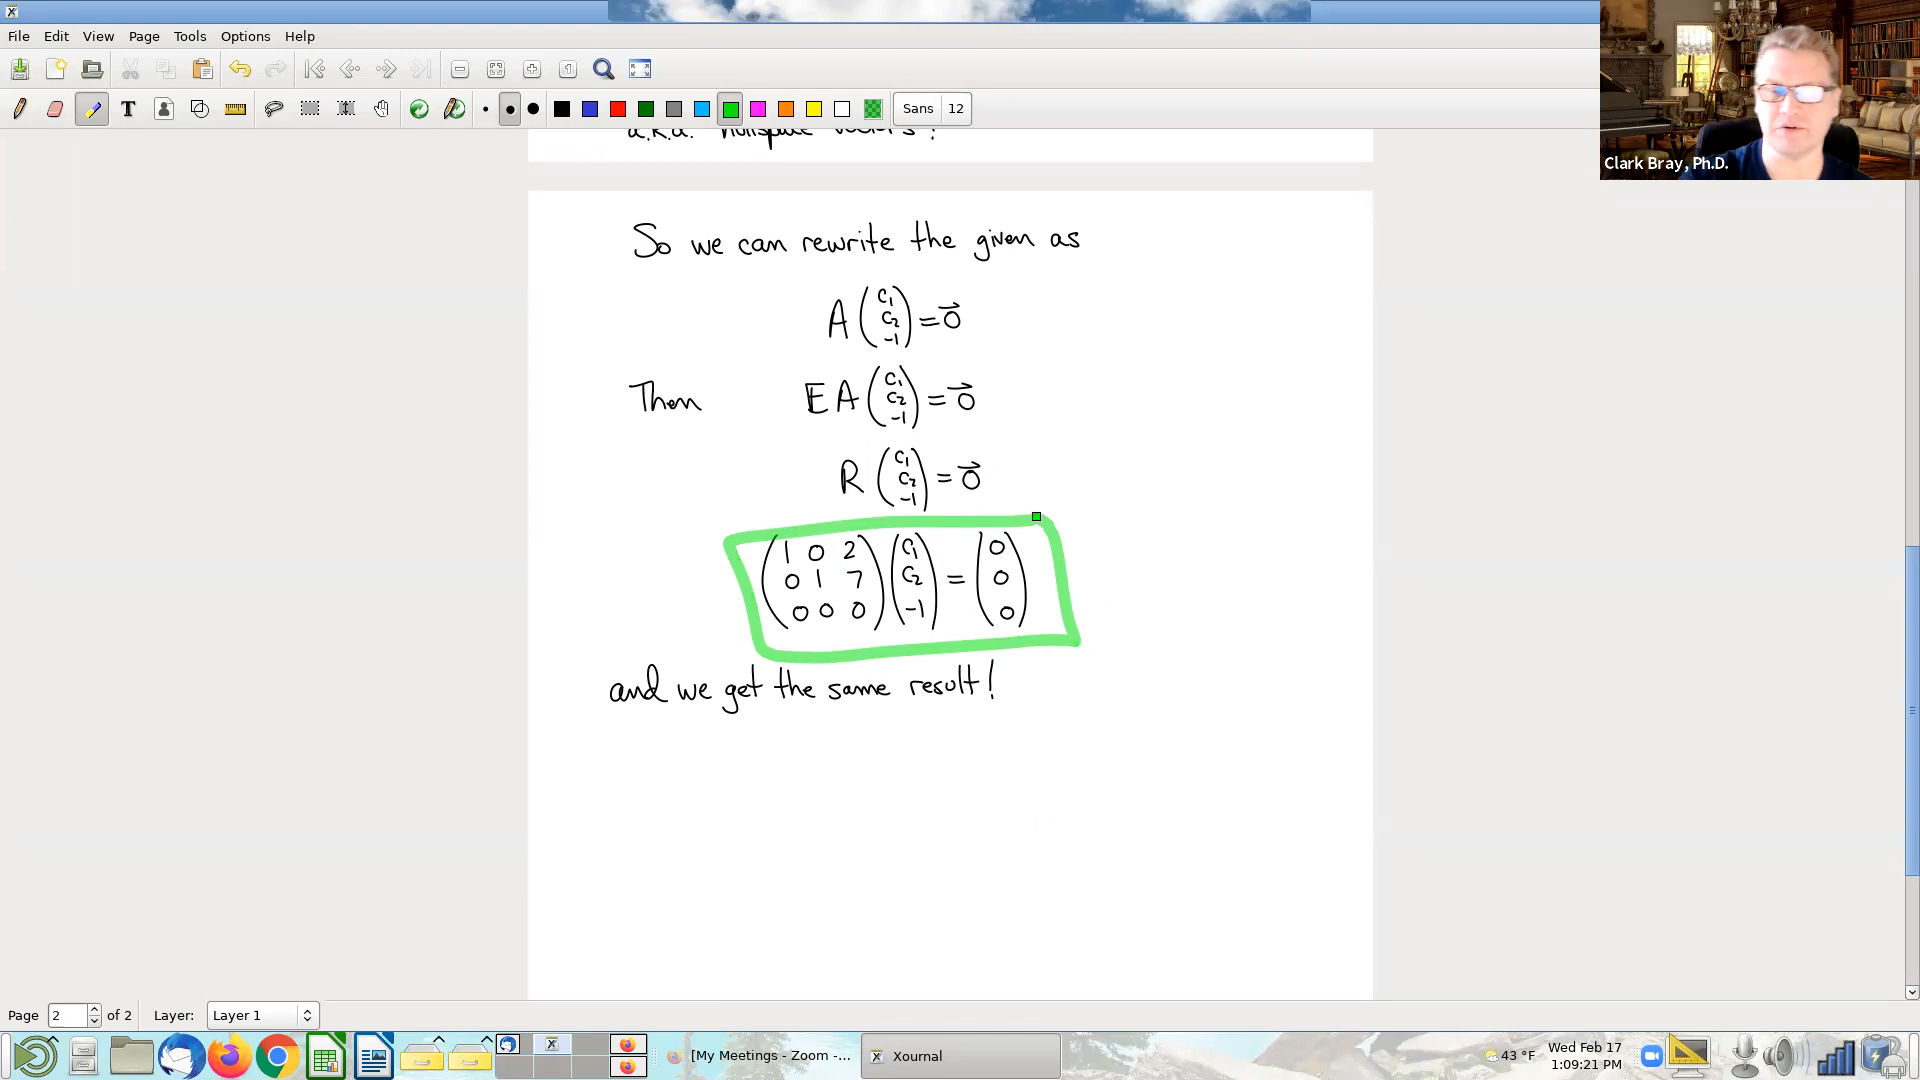 File Edit View Page Tools Options Help
Sans 12
Clark Bray, Ph.D.
a.k.a. nullspace vectors!
So we can rewrite the given as
A (c₁ c₂ -1) = 0⃗
Then EA (c₁ c₂ -1) = 0⃗
R (c₁ c₂ -1) = 0⃗
1 0 2 c₁ 0
0 1 7 c₂ = 0
0 0 0 -1 0
and we get the same result!
Page 2 of 2 Layer: Layer 1
[My Meetings - Zoom -...
Xournal
43 °F
Wed Feb 17
1:09:21 PM